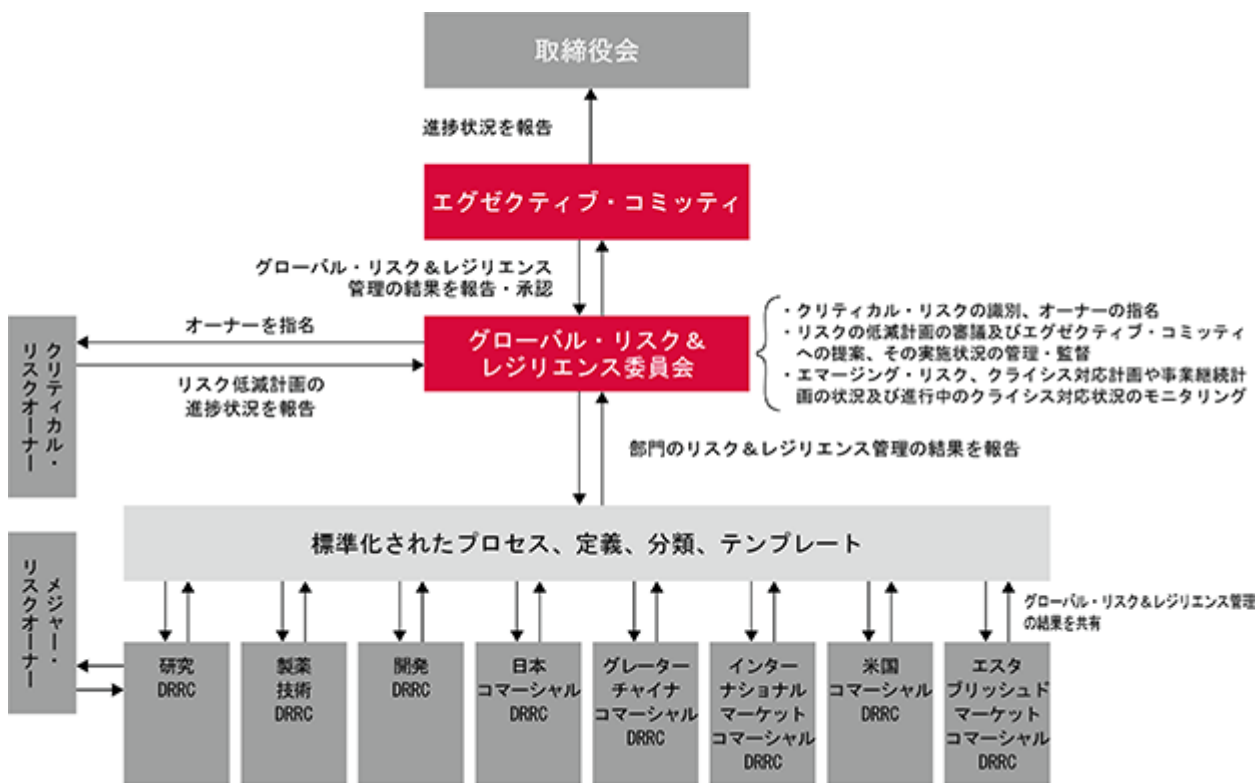 取締役会
進捗状況を報告
エグゼクティブ・コミッティ
グローバル・リスク＆レジリエンス
管理の結果を報告・承認
オーナーを指名
グローバル・リスク＆
レジリエンス委員会
・クリティカル・リスクの識別、オーナーの指名
・リスクの低減計画の審議及びエグゼクティブ・コミッティ
への提案、その実施状況の管理・監督
・エマージング・リスク、クライシス対応計画や事業継続計
画の状況及び進行中のクライシス対応状況のモニタリング
クリティカル・
リスクオーナー
リスク低減計画の
進捗状況を報告
部門のリスク＆レジリエンス管理の結果を報告
標準化されたプロセス、定義、分類、テンプレート
メジャー・
リスクオーナー
グローバル・リスク＆レジリエンス管理
の結果を共有
研究
DRRC
製薬
技術
DRRC
開発
DRRC
日本
コマーシャル
DRRC
グレーター
チャイナ
コマーシャル
DRRC
インター
ナショナル
マーケット
コマーシャル
DRRC
米国
コマーシャル
DRRC
エスタ
ブリッシュド
マーケット
コマーシャル
DRRC